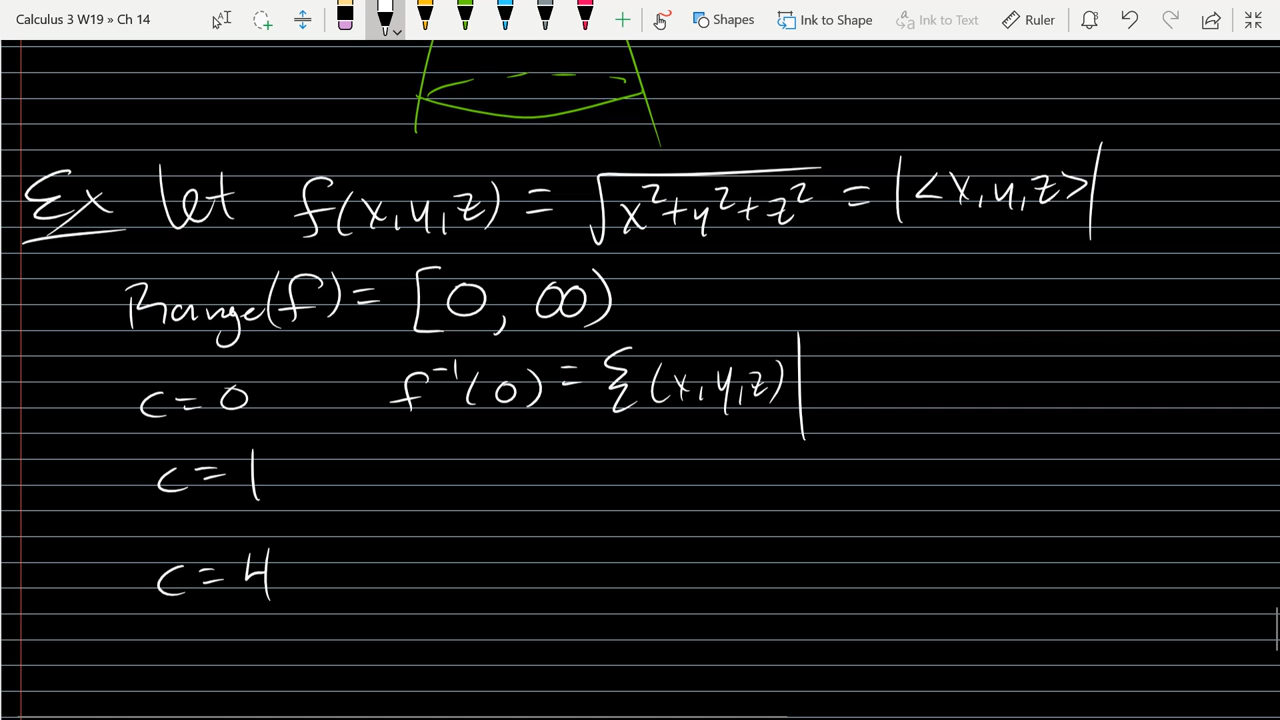 Calculus 3 W19 » Ch 14
Shapes
Ink to Shape
Ink to Text
Ruler
Ex Let f(x,y,z) = √(x²+y²+z²) = |<x,y,z>|
Range(f) = [0, ∞)
c=0 f⁻¹(0) = {(x,y,z) |
c=1
c=4